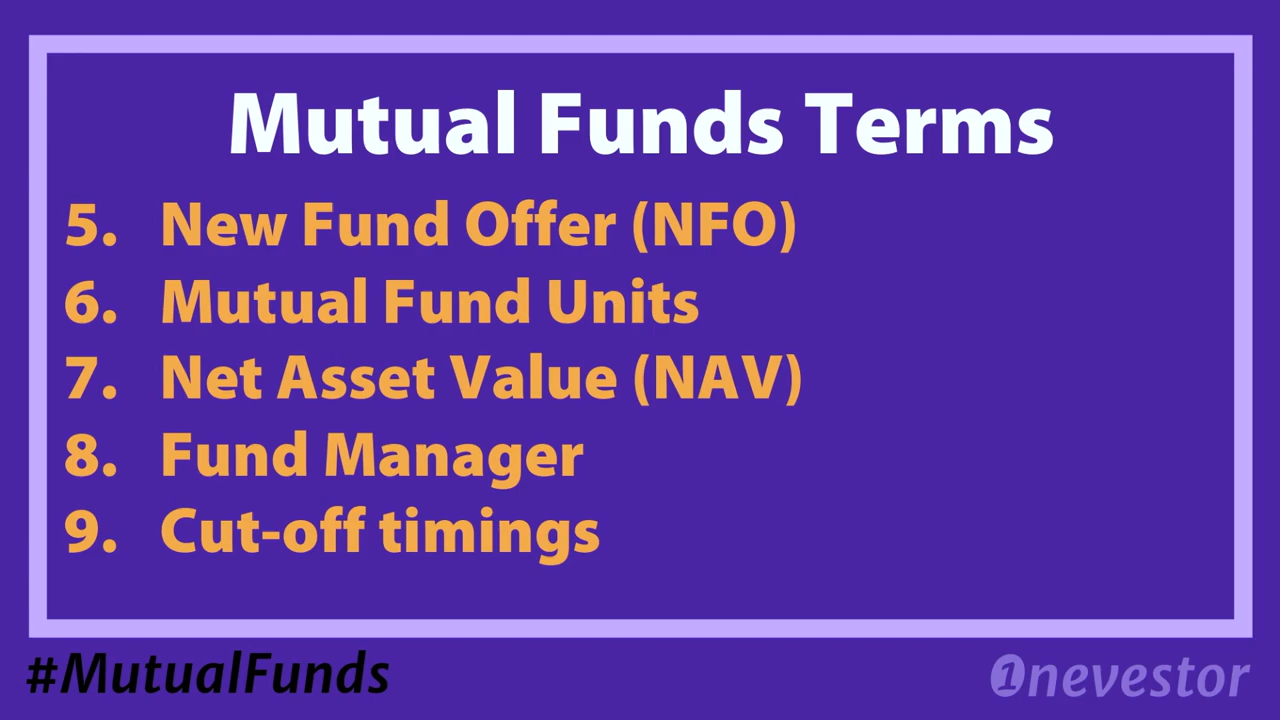 Mutual Funds Terms
5. New Fund Offer (NFO)
6. Mutual Fund Units
7. Net Asset Value (NAV)
8. Fund Manager
9. Cut-off timings
#MutualFunds
1nevestor